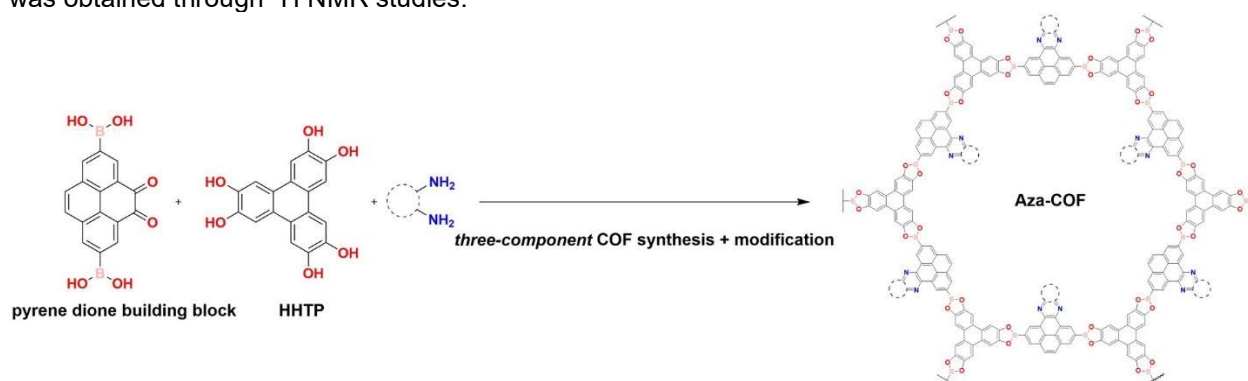 was obtained through ¹H NMR studies.
HO OH
B
O
O
B
HO OH
pyrene dione building block
+
OH
OH
HO
HO
OH
OH
HHTP
+
NH₂
NH₂
three-component COF synthesis + modification
Aza-COF